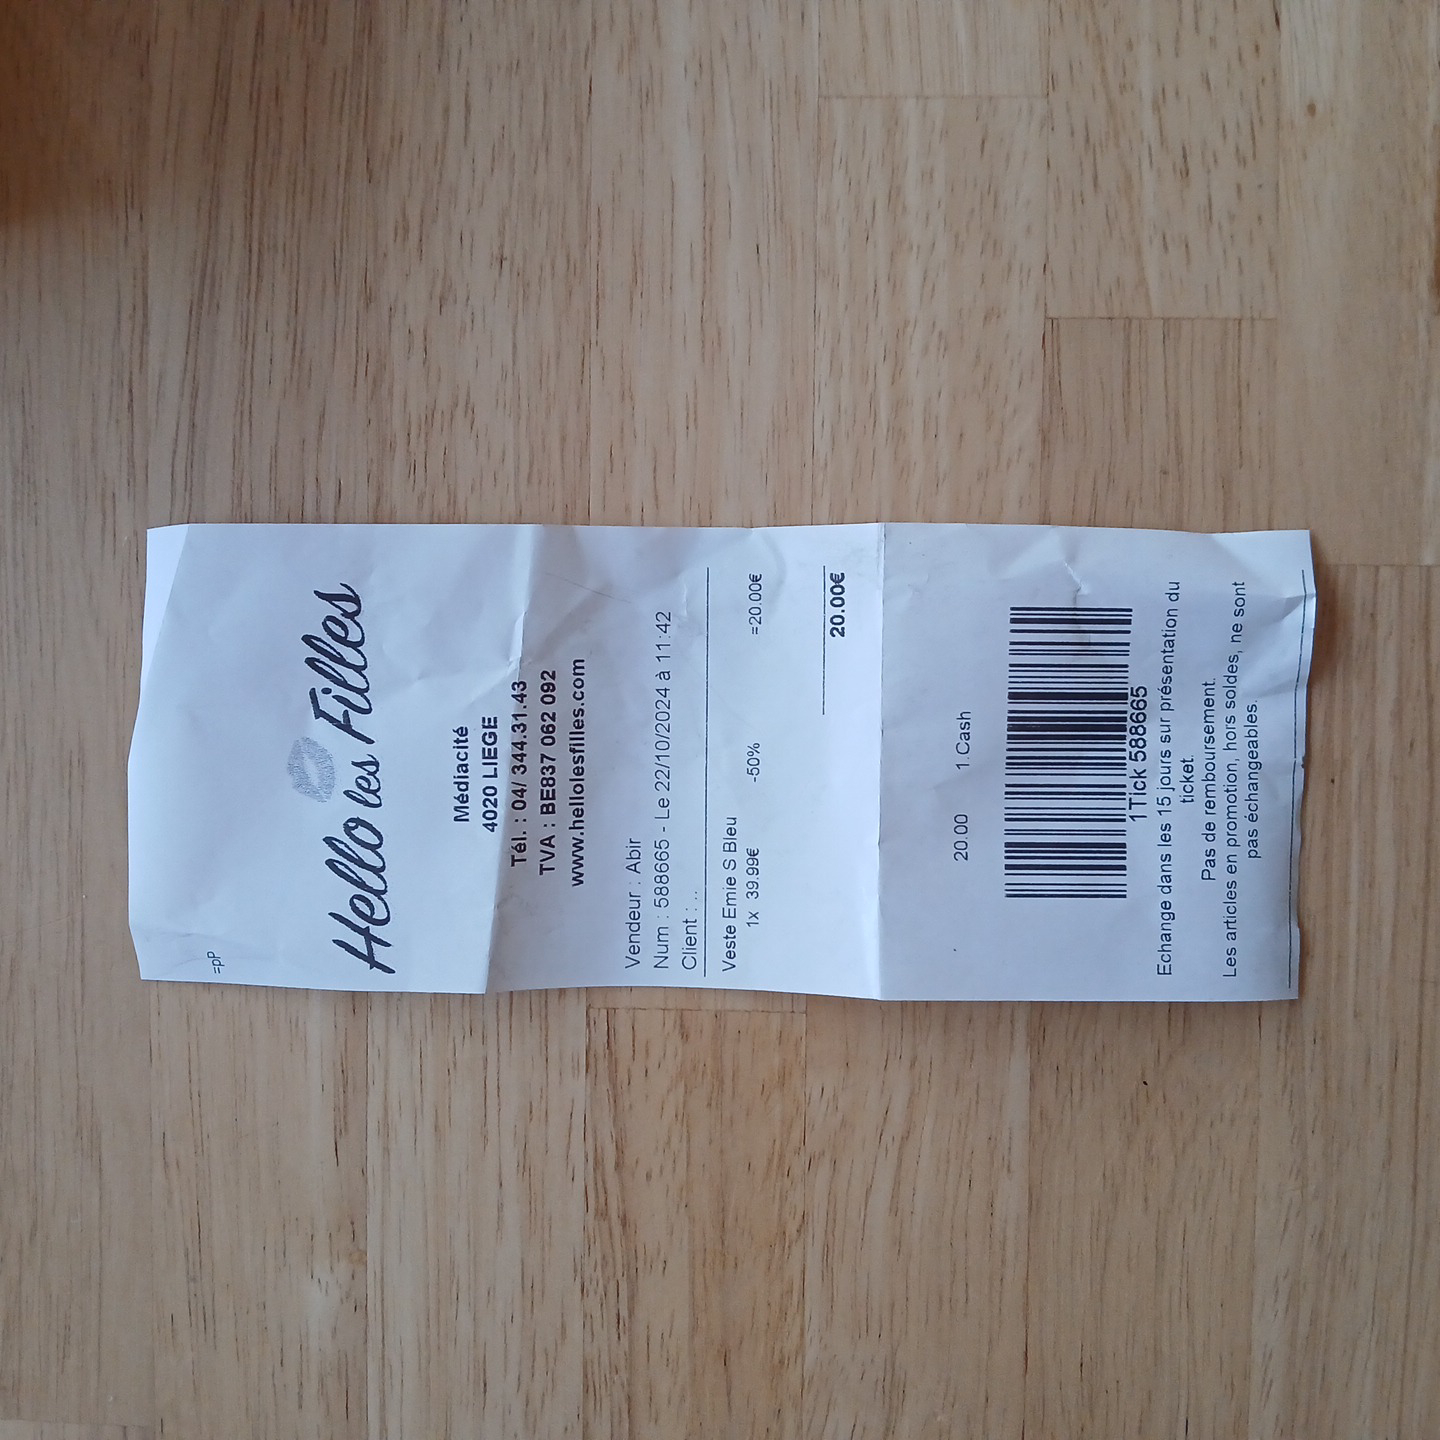 =pP
Hello les Filles
Médiacité
4020 LIEGE
Tél. : 04/ 344.31.43
TVA : BE837 062 092
www.hellolesfilles.com
Vendeur : Abir
Num : 588665 - Le 22/10/2024 à 11:42
Client : ..
Veste Emie S Bleu
1x 39.99€ -50% =20.00€
20.00€
20.00 1.Cash
1Tick 588665
Echange dans les 15 jours sur présentation du
ticket.
Pas de remboursement.
Les articles en promotion, hors soldes, ne sont
pas échangeables.